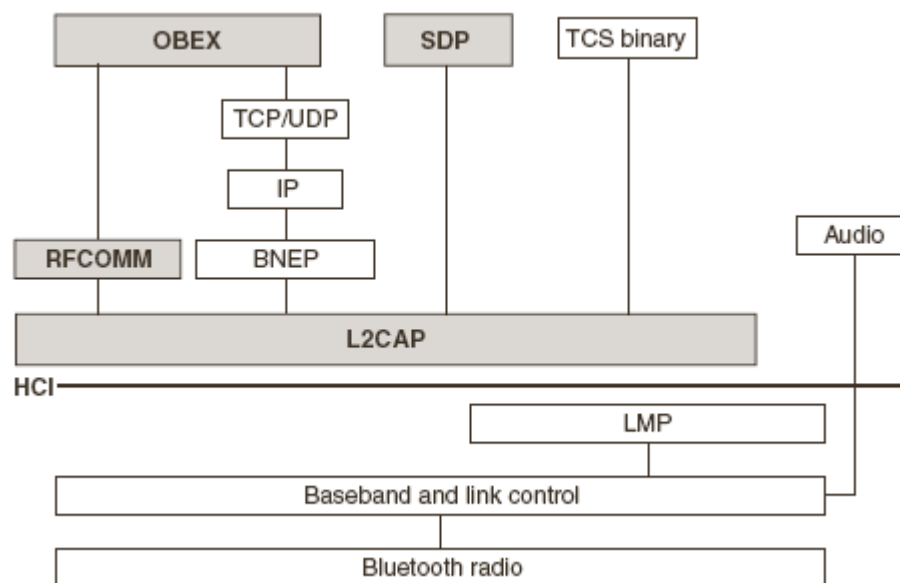 OBEX
SDP
TCS binary
TCP/UDP
IP
Audio
RFCOMM
BNEP
L2CAP
HCI
LMP
Baseband and link control
Bluetooth radio